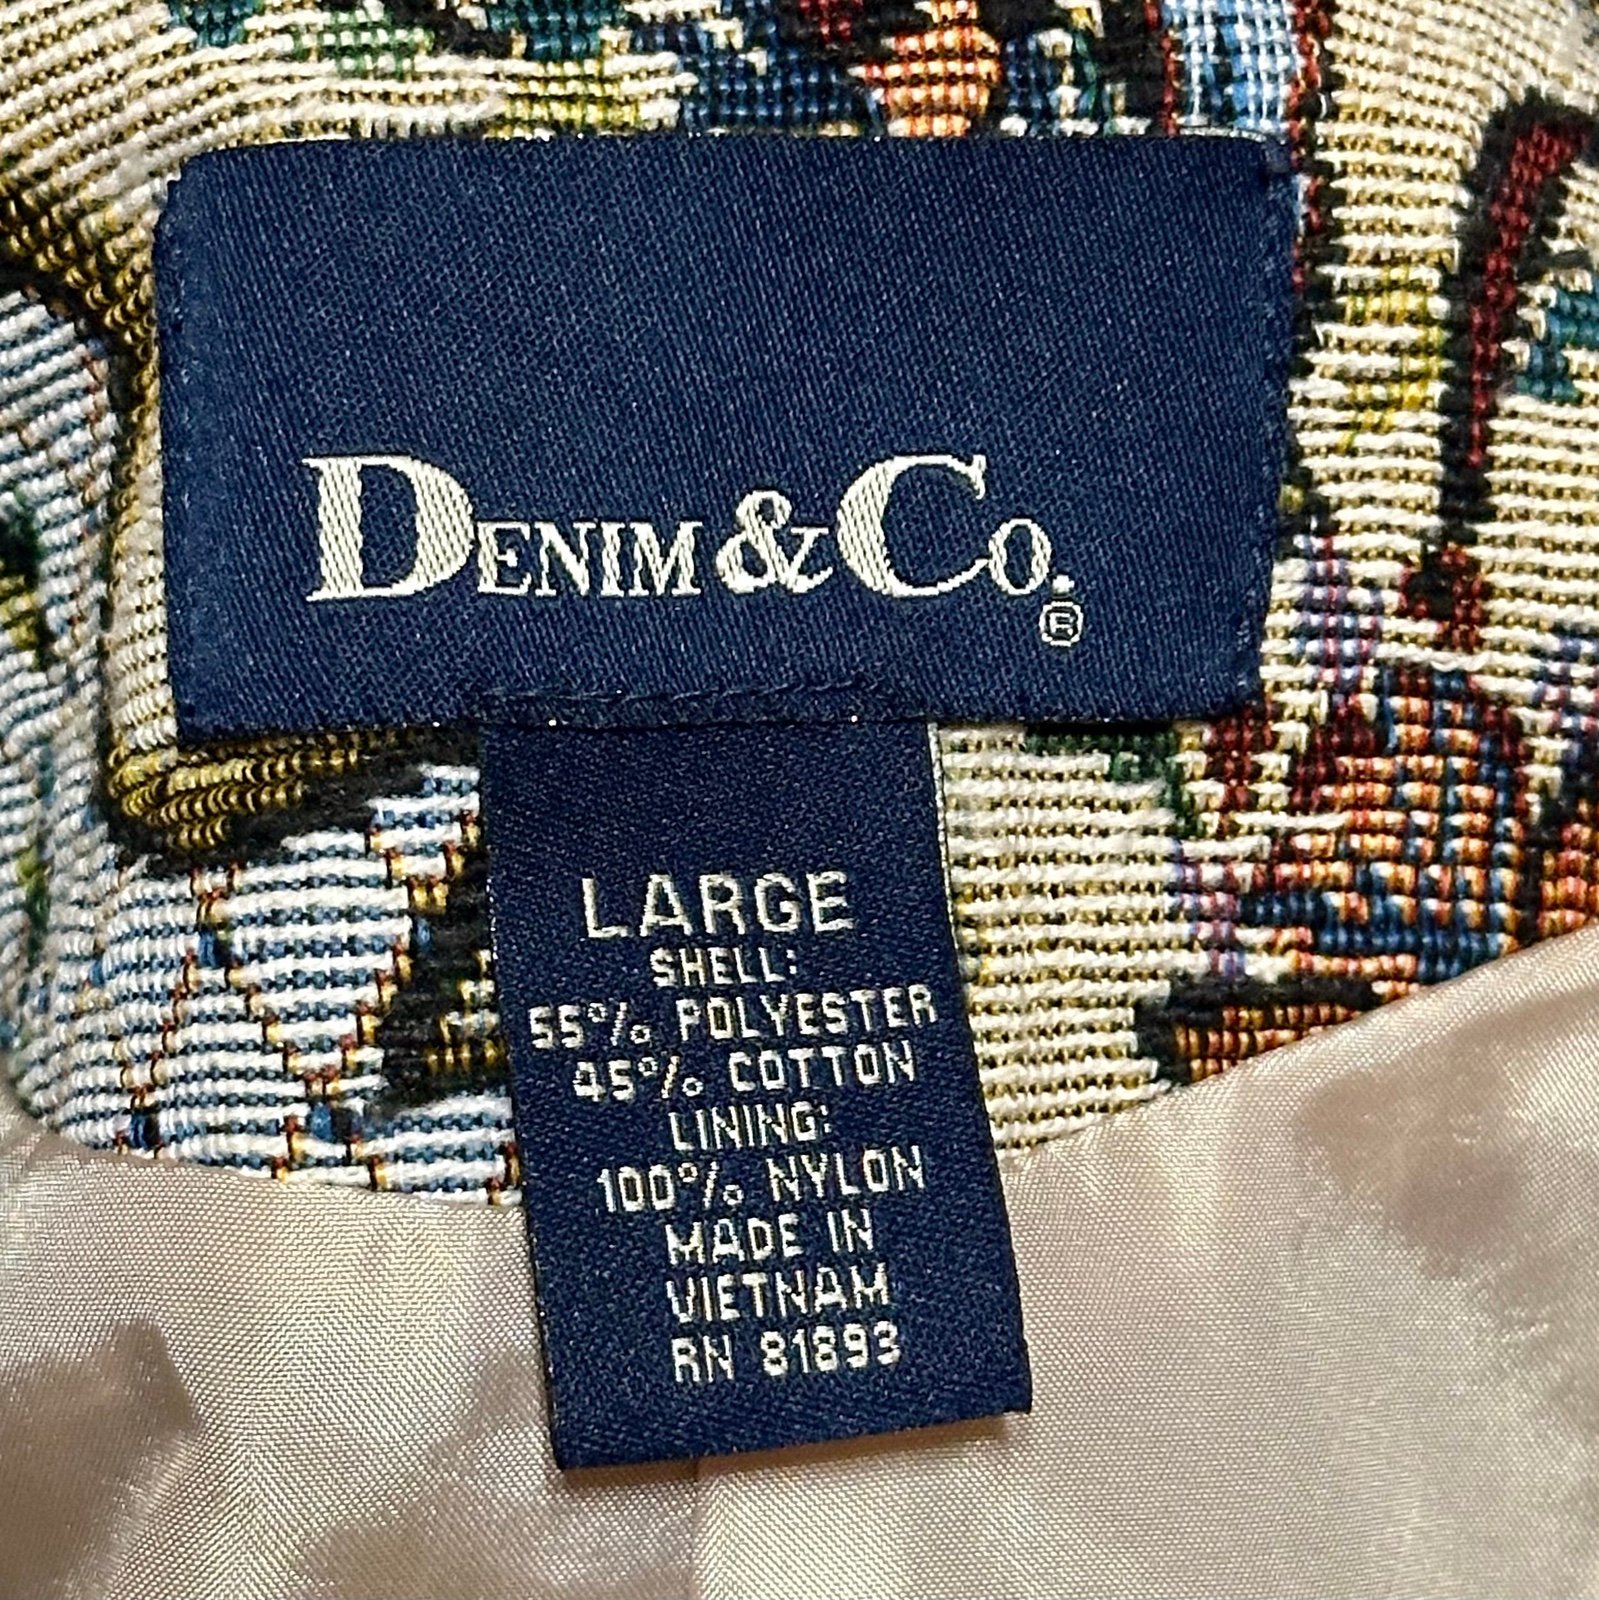 DENIM & CO.®
LARGE
SHELL:
55% POLYESTER
45% COTTON
LINING:
100% NYLON
MADE IN
VIETNAM
RN 81893